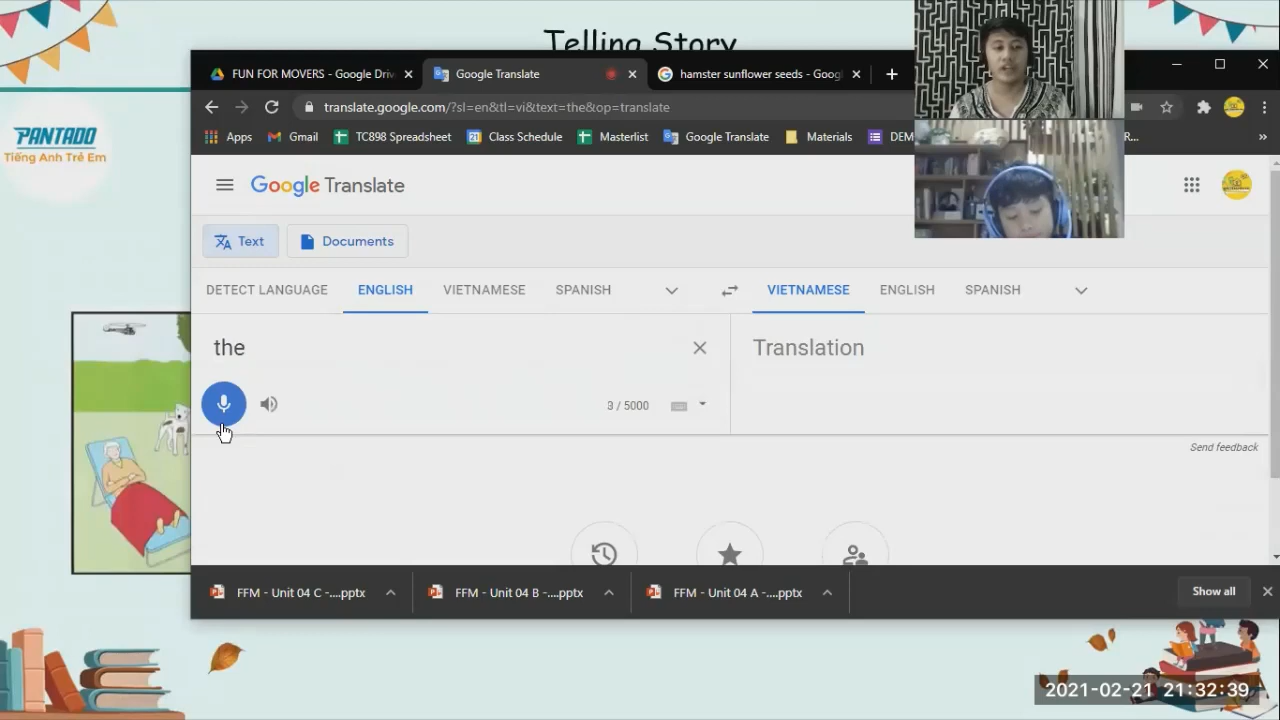 Telling Story
PANTADO
Tiếng Anh Trẻ Em
FUN FOR MOVERS - Google Driv
Google Translate
hamster sunflower seeds - Googl
translate.google.com/?sl=en&tl=vi&text=the&op=translate
Apps
Gmail
TC898 Spreadsheet
Class Schedule
Masterlist
Google Translate
Materials
DEM
R...
Google Translate
Text
Documents
DETECT LANGUAGE
ENGLISH
VIETNAMESE
SPANISH
VIETNAMESE
ENGLISH
SPANISH
the
Translation
3 / 5000
Send feedback
FFM - Unit 04 C -....pptx
FFM - Unit 04 B -....pptx
FFM - Unit 04 A -....pptx
Show all
2021-02-21 21:32:39